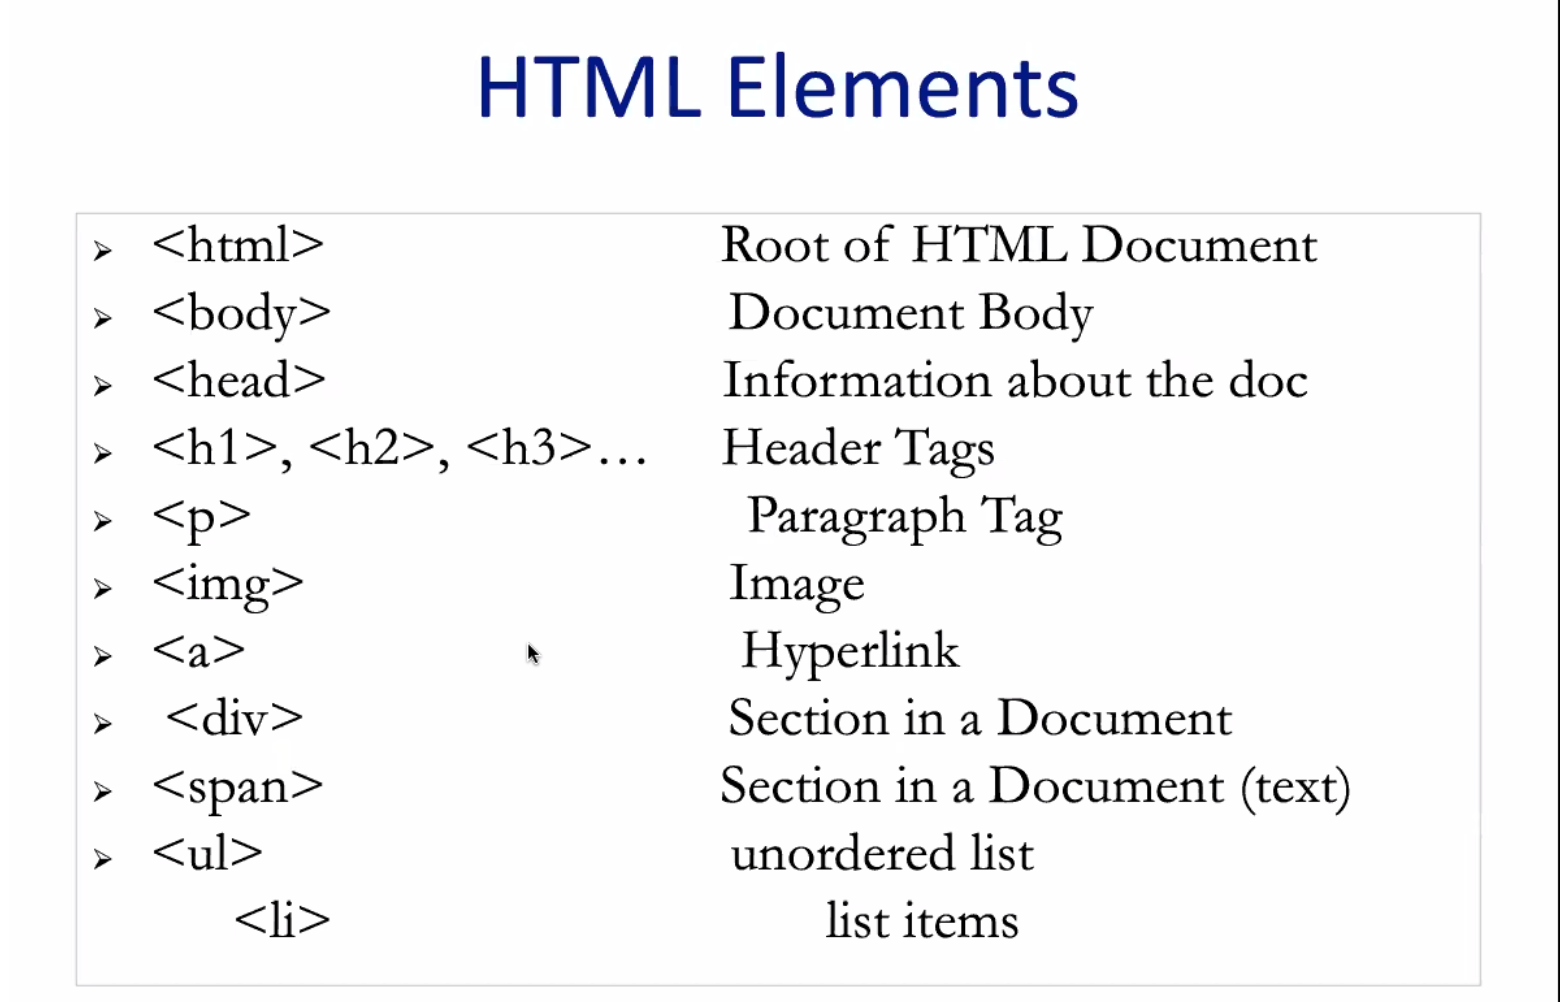 HTML Elements
➢ <html> Root of HTML Document
➢ <body> Document Body
➢ <head> Information about the doc
➢ <h1>, <h2>, <h3>... Header Tags
➢ <p> Paragraph Tag
➢ <img> Image
➢ <a> Hyperlink
➢ <div> Section in a Document
➢ <span> Section in a Document (text)
➢ <ul> unordered list
<li> list items